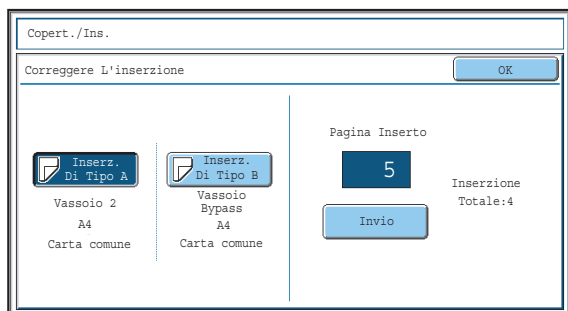 Copert./Ins.
Correggere L'inserzione
OK
Inserz.
Di Tipo A
Vassoio 2
A4
Carta comune
Inserz.
Di Tipo B
Vassoio
Bypass
A4
Carta comune
Pagina Inserto
5
Invio
Inserzione
Totale:4